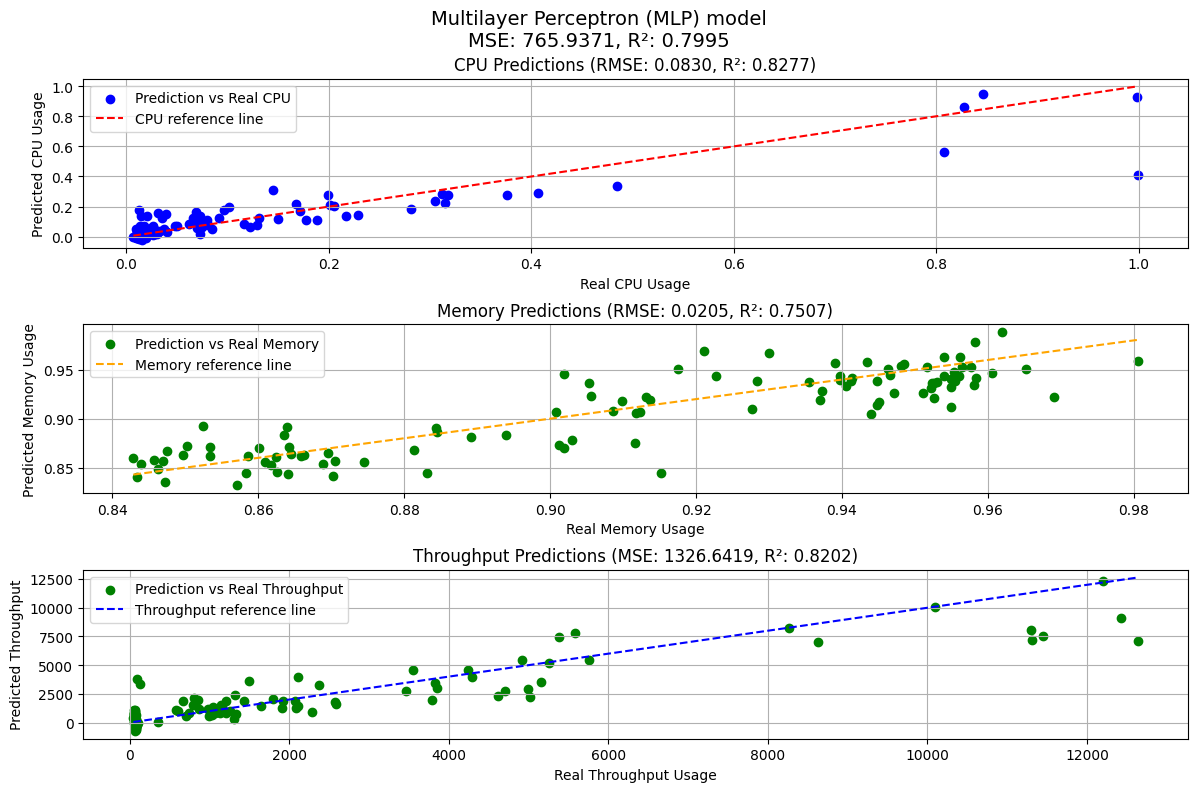 Multilayer Perceptron (MLP) model
MSE: 765.9371, R²: 0.7995
CPU Predictions (RMSE: 0.0830, R²: 0.8277)
Predicted CPU Usage
1.0
0.8
0.6
0.4
0.2
0.0
Prediction vs Real CPU
CPU reference line
0.0 0.2 0.4 0.6 0.8 1.0
Real CPU Usage
Memory Predictions (RMSE: 0.0205, R²: 0.7507)
Predicted Memory Usage
0.95
0.90
0.85
Prediction vs Real Memory
Memory reference line
0.84 0.86 0.88 0.90 0.92 0.94 0.96 0.98
Real Memory Usage
Throughput Predictions (MSE: 1326.6419, R²: 0.8202)
Predicted Throughput
12500
10000
7500
5000
2500
0
Prediction vs Real Throughput
Throughput reference line
0 2000 4000 6000 8000 10000 12000
Real Throughput Usage